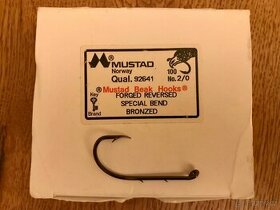 MUSTAD
Norway
Qual. 92641
100
No. 2/0
® Mustad Beak Hooks®
Key
Brand
FORGED REVERSED
SPECIAL BEND
BRONZED